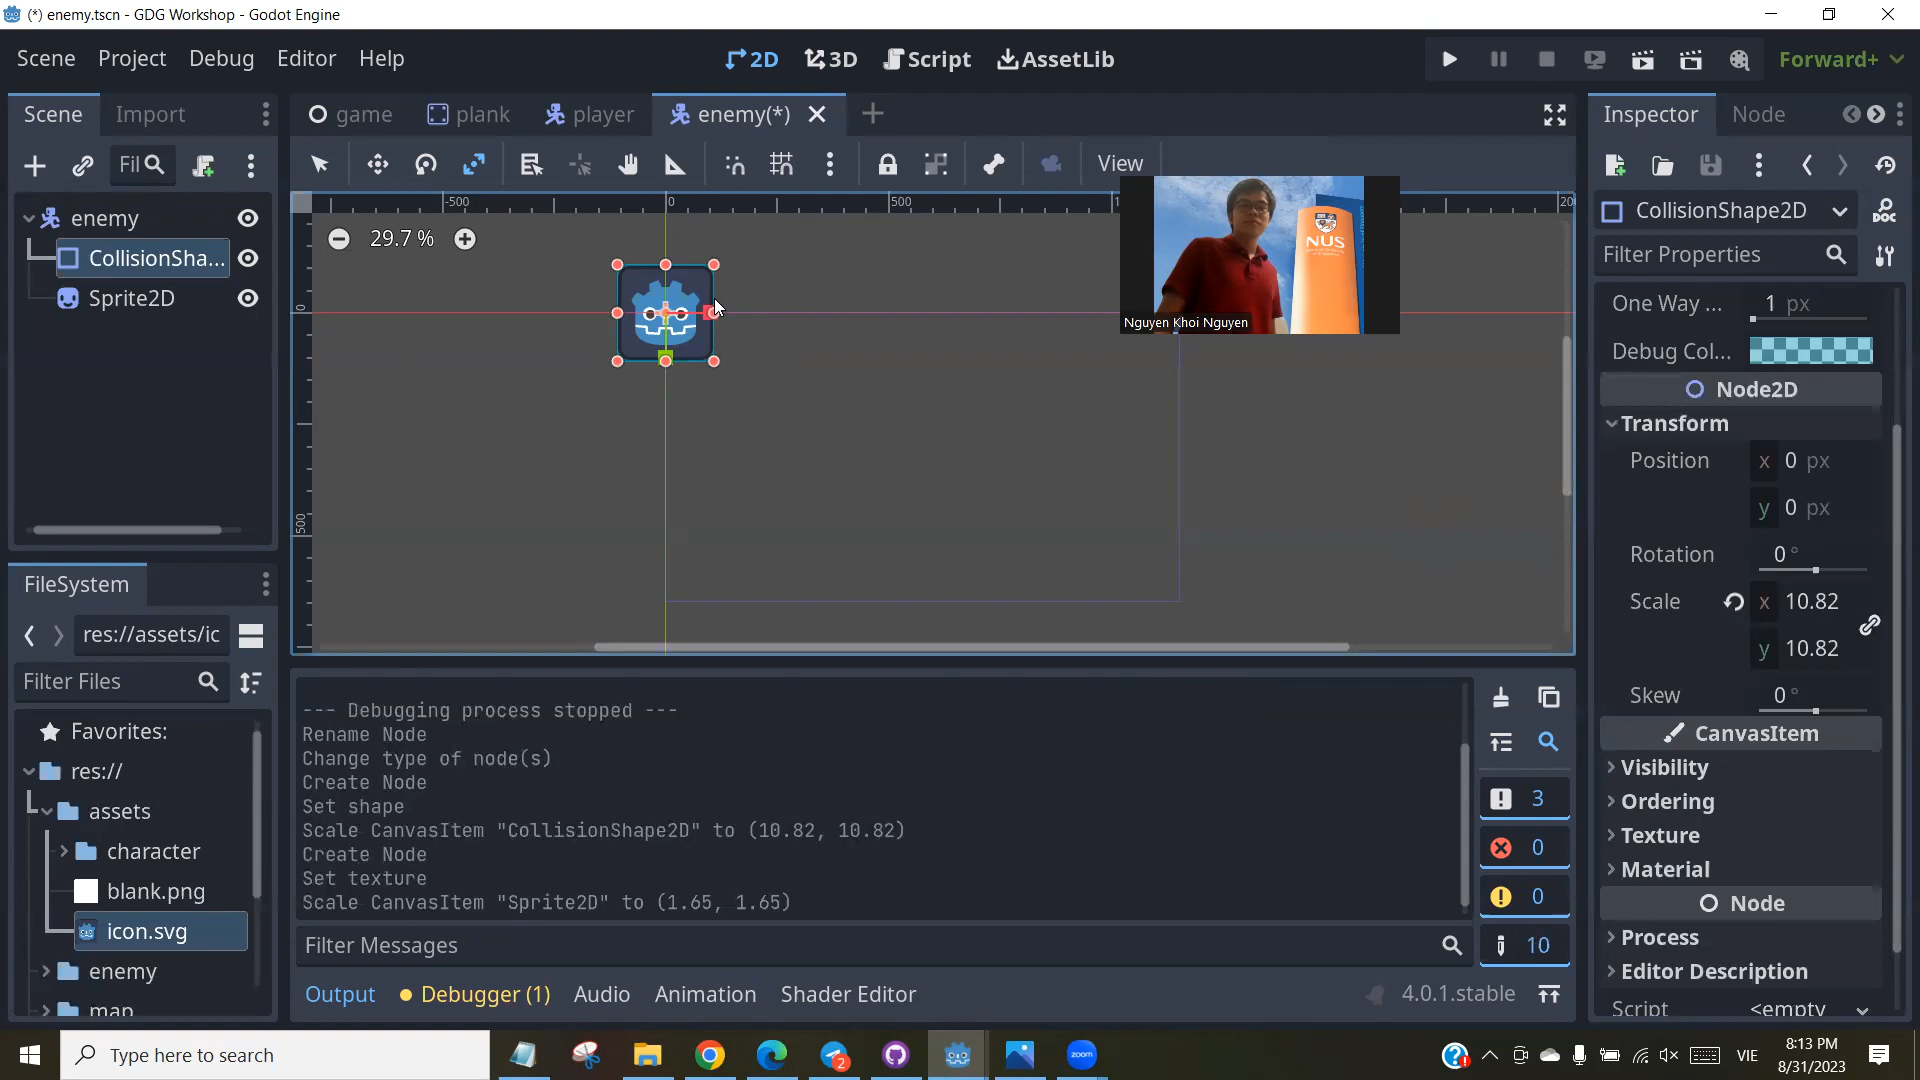 (*) enemy.tscn - GDG Workshop - Godot Engine
Scene Project Debug Editor Help
2D 3D Script AssetLib
Forward+
Scene Import
game plank player enemy(*)
Inspector Node
Fil
View
enemy
CollisionSha...
Sprite2D
-500 0 500
0
500
29.7 %
NUS
Nguyen Khoi Nguyen
CollisionShape2D
DOC
Filter Properties
One Way ... 1 px
Debug Col...
Node2D
Transform
Position x 0 px
y 0 px
Rotation 0 °
Scale x 10.82
y 10.82
Skew 0 °
CanvasItem
Visibility
Ordering
Texture
Material
Node
Process
Editor Description
Script <empty
FileSystem
res://assets/ic
Filter Files
Favorites:
res://
assets
character
blank.png
icon.svg
enemy
map
--- Debugging process stopped ---
Rename Node
Change type of node(s)
Create Node
Set shape
Scale CanvasItem "CollisionShape2D" to (10.82, 10.82)
Create Node
Set texture
Scale CanvasItem "Sprite2D" to (1.65, 1.65)
3
0
0
10
Filter Messages
Output Debugger (1) Audio Animation Shader Editor
4.0.1.stable
Type here to search
2
zoom
VIE
8:13 PM
8/31/2023